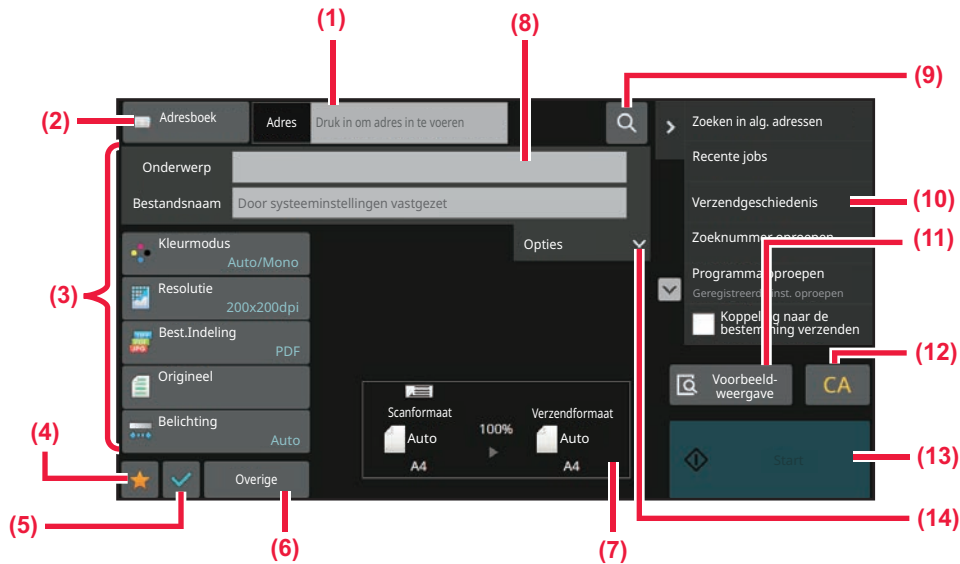 (1)
(8)
(9)
(2)
Adresboek
Adres
Druk in om adres in te voeren
Zoeken in alg. adressen
Onderwerp
Recente jobs
Bestandsnaam
Door systeeminstellingen vastgezet
Verzendgeschiedenis
(10)
Opties
Zoeknummer oproepen
(11)
(3)
Kleurmodus
Auto/Mono
Resolutie
200x200dpi
Best.Indeling
PDF
Origineel
Belichting
Auto
Programma oproepen
Geregistreerde inst. oproepen
Koppeling naar de
bestemming verzenden
(12)
Voorbeeld-
weergave
CA
Scanformaat
Auto
A4
100%
Verzendformaat
Auto
A4
(4)
Overige
Start
(13)
(5)
(6)
(7)
(14)